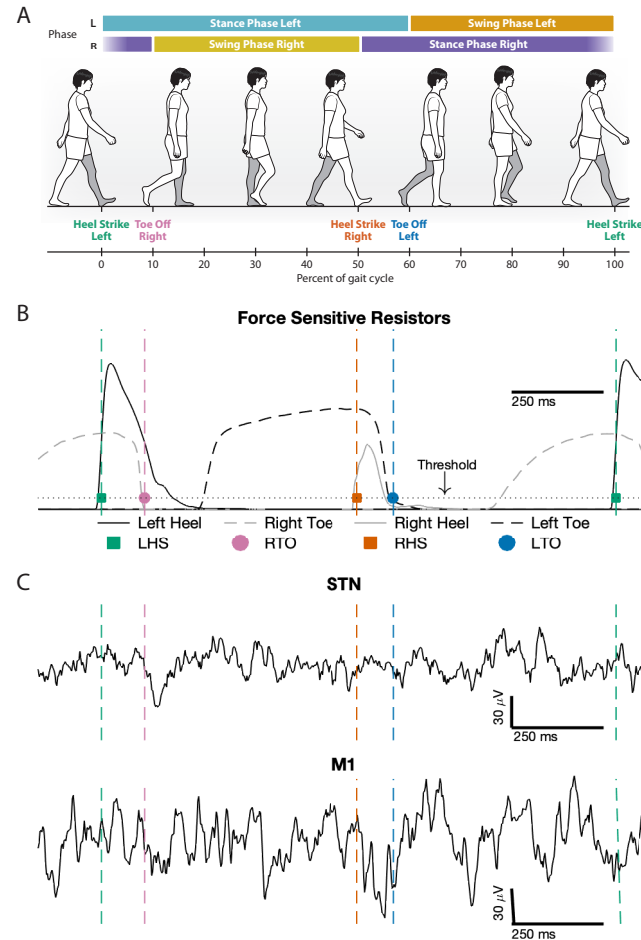 A
Phase
L
Stance Phase Left
Swing Phase Left
R
Swing Phase Right
Stance Phase Right
Heel Strike
Left
Toe Off
Right
Heel Strike
Right
Toe Off
Left
Heel Strike
Left
0 10 20 30 40 50 60 70 80 90 100
Percent of gait cycle
B
Force Sensitive Resistors
250 ms
Threshold
Left Heel Right Toe Right Heel Left Toe
LHS RTO RHS LTO
C
STN
30 μV
250 ms
M1
30 μV
250 ms